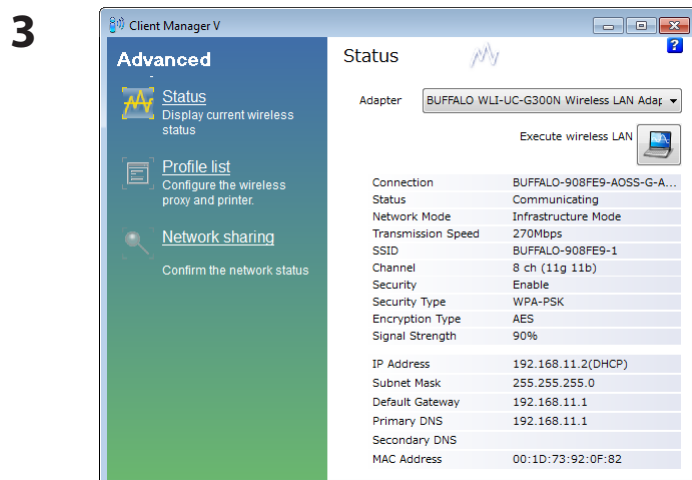 3
Client Manager V
Advanced
Status
Display current wireless
status
Profile list
Configure the wireless
proxy and printer.
Network sharing
Confirm the network status
Status
?
Adapter BUFFALO WLI-UC-G300N Wireless LAN Adap
Execute wireless LAN
Connection BUFFALO-908FE9-AOSS-G-A...
Status Communicating
Network Mode Infrastructure Mode
Transmission Speed 270Mbps
SSID BUFFALO-908FE9-1
Channel 8 ch (11g 11b)
Security Enable
Security Type WPA-PSK
Encryption Type AES
Signal Strength 90%
IP Address 192.168.11.2(DHCP)
Subnet Mask 255.255.255.0
Default Gateway 192.168.11.1
Primary DNS 192.168.11.1
Secondary DNS
MAC Address 00:1D:73:92:0F:82